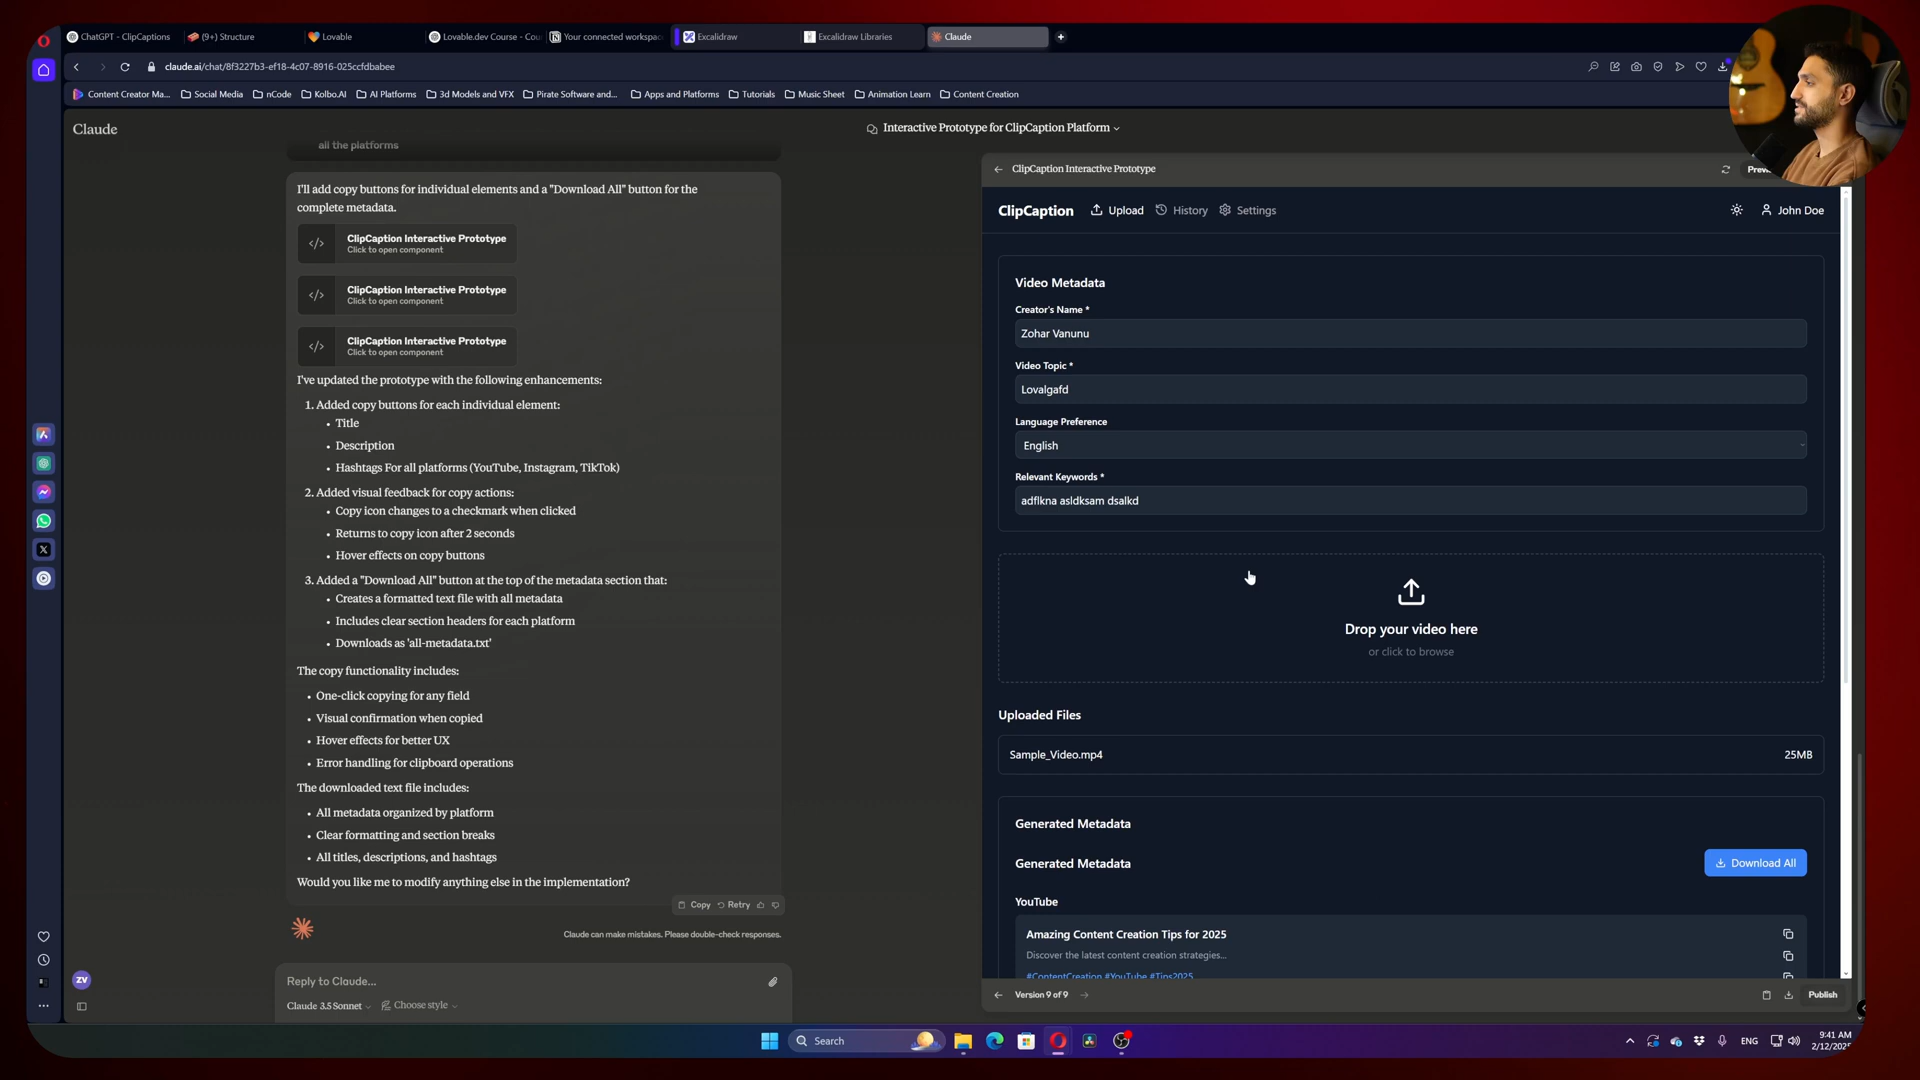 ChatGPT - ClipCaptions
(9+) Structure
Lovable
Lovable.dev Course - Cou
Your connected workspac
Excalidraw
Excalidraw Libraries
Claude
claude.ai/chat/8f3227b3-ef18-4c07-8916-025ccfdbabee
Content Creator Ma...
Social Media
nCode
Kolbo.AI
AI Platforms
3d Models and VFX
Pirate Software and...
Apps and Platforms
Tutorials
Music Sheet
Animation Learn
Content Creation
Claude
Interactive Prototype for ClipCaption Platform
all the platforms
I'll add copy buttons for individual elements and a "Download All" button for the
complete metadata.
ClipCaption Interactive Prototype
Click to open component
ClipCaption Interactive Prototype
Click to open component
ClipCaption Interactive Prototype
Click to open component
I've updated the prototype with the following enhancements:
1. Added copy buttons for each individual element:
• Title
• Description
• Hashtags For all platforms (YouTube, Instagram, TikTok)
2. Added visual feedback for copy actions:
• Copy icon changes to a checkmark when clicked
• Returns to copy icon after 2 seconds
• Hover effects on copy buttons
3. Added a "Download All" button at the top of the metadata section that:
• Creates a formatted text file with all metadata
• Includes clear section headers for each platform
• Downloads as 'all-metadata.txt'
The copy functionality includes:
• One-click copying for any field
• Visual confirmation when copied
• Hover effects for better UX
• Error handling for clipboard operations
The downloaded text file includes:
• All metadata organized by platform
• Clear formatting and section breaks
• All titles, descriptions, and hashtags
Would you like me to modify anything else in the implementation?
Copy
Retry
Claude can make mistakes. Please double-check responses.
ZV
Reply to Claude...
Claude 3.5 Sonnet
Choose style
ClipCaption Interactive Prototype
ClipCaption
Upload
History
Settings
John Doe
Video Metadata
Creator's Name *
Zohar Vanunu
Video Topic *
Lovalgafd
Language Preference
English
Relevant Keywords *
adflkna asldksam dsalkd
Drop your video here
or click to browse
Uploaded Files
Sample_Video.mp4
25MB
Generated Metadata
Generated Metadata
Download All
YouTube
Amazing Content Creation Tips for 2025
Discover the latest content creation strategies...
#ContentCreation #YouTube #Tips2025
Version 9 of 9
Publish
Search
ENG
9:41 AM